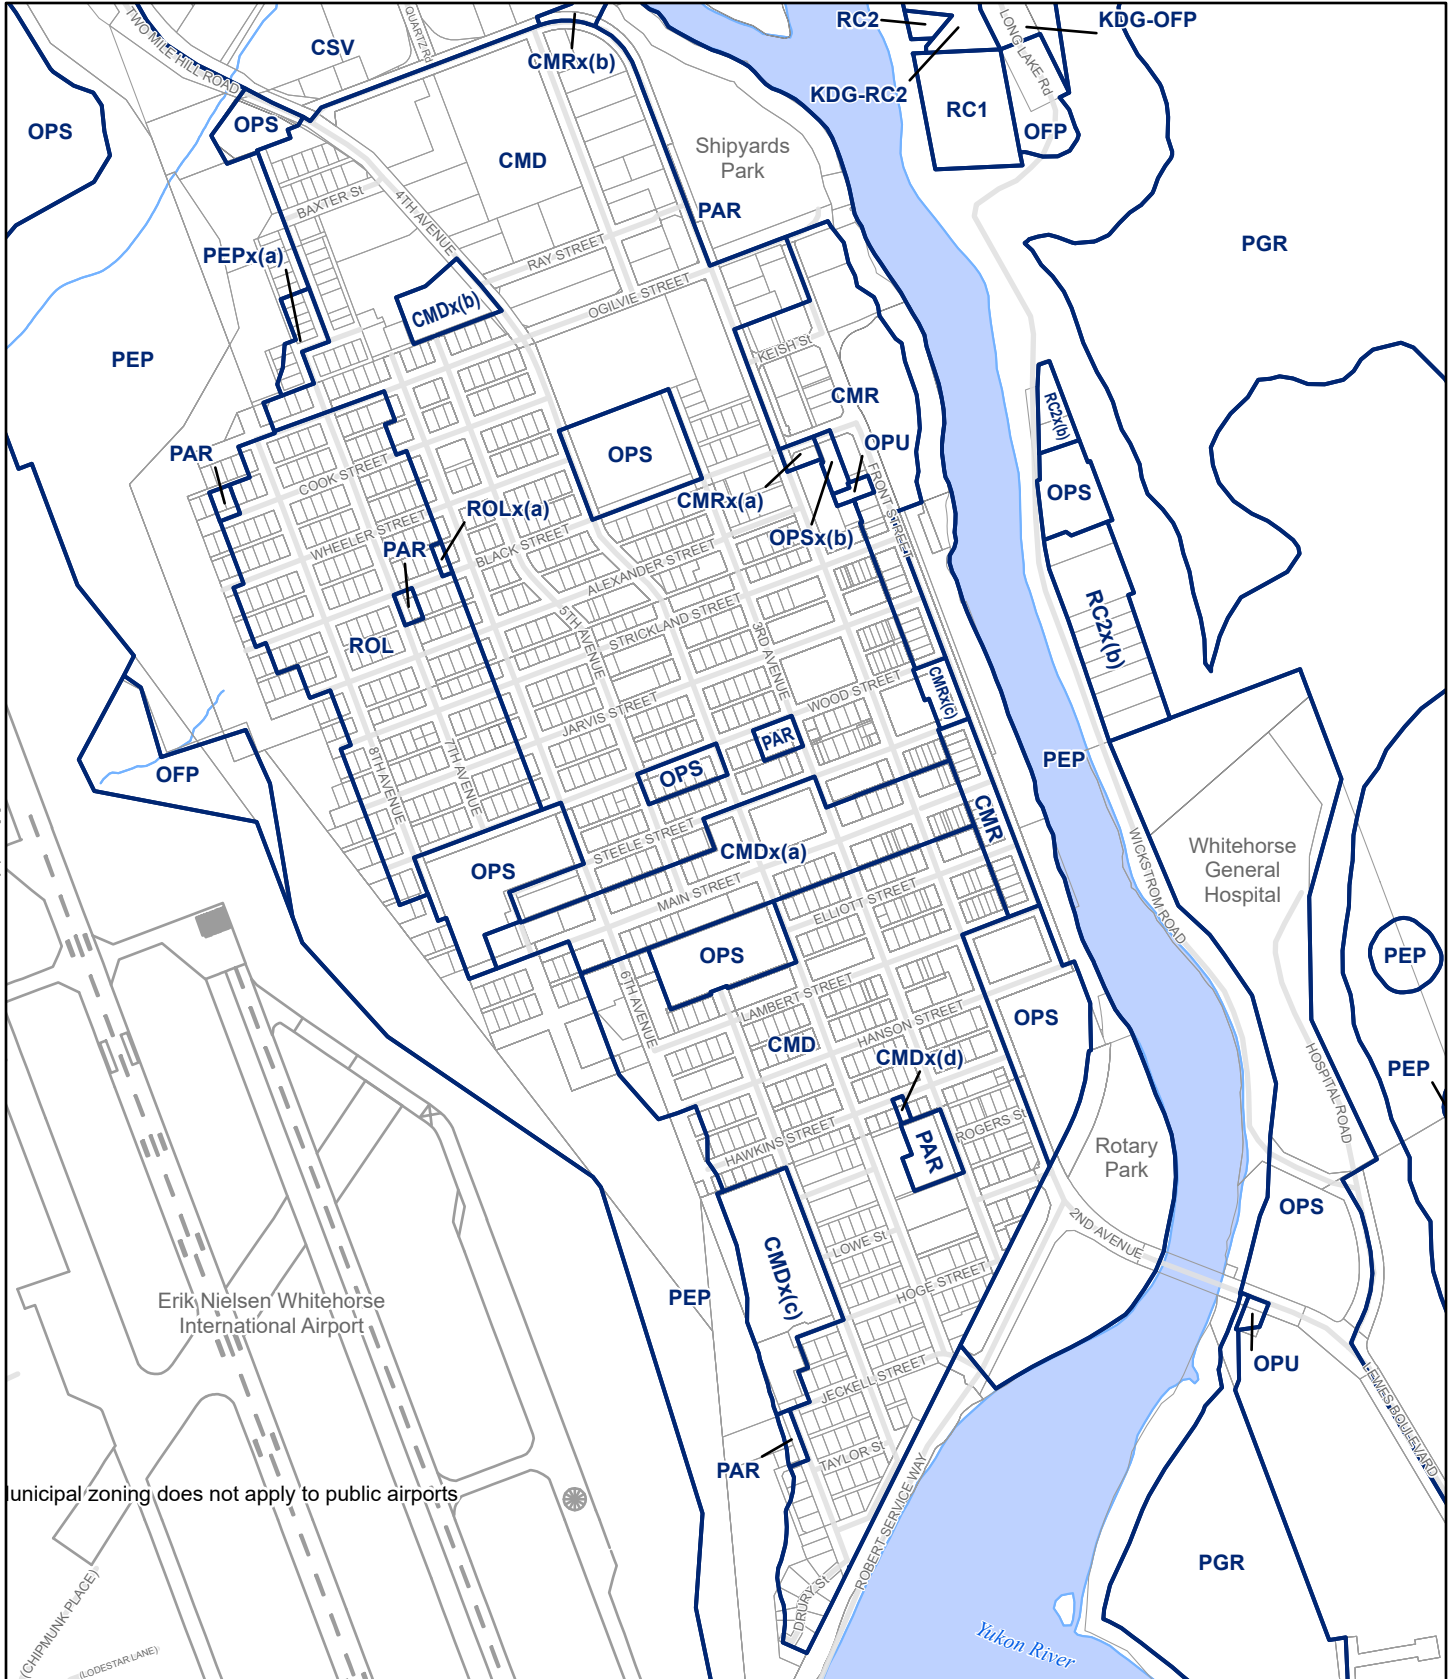 RC2
KDG-OFP
TWO MILE HILL ROAD
QUARTZ Rd
CSV
CMRx(b)
LONG LAKE Rd
KDG-RC2
RC1
OPS
OPS
OFP
CMD
Shipyards
Park
BAXTER St
4TH AVENUE
PAR
PGR
PEPx(a)
RAY STREET
OGILVIE STREET
CMDx(b)
PEP
KEISH St
CMR
RC2x(b)
PAR
OPS
OPU
COOK STREET
FRONT STREET
OPS
CMRx(a)
ROLx(a)
WHEELER STREET
OPSx(b)
PAR
BLACK STREET
ALEXANDER STREET
STRICKLAND STREET
5TH AVENUE
3RD AVENUE
RC2x(b)
ROL
CMRx(c)
WOOD STREET
JARVIS STREET
8TH AVENUE
7TH AVENUE
PAR
PEP
OFP
OPS
CMR
STEELE STREET
CMDx(a)
WICKSTROM ROAD
Whitehorse
General
Hospital
OPS
MAIN STREET
ELLIOTT STREET
OPS
PEP
6TH AVENUE
LAMBERT STREET
HANSON STREET
OPS
CMD
CMDx(d)
HOSPITAL ROAD
PEP
HAWKINS STREET
PAR
ROGERS St
Rotary
Park
OPS
2ND AVENUE
LOWE St
CMDx(c)
HOGE STREET
PEP
Erik Nielsen Whitehorse
International Airport
OPU
JECKELL STREET
LEWES BOULEVARD
TAYLOR St
PAR
unicipal zoning does not apply to public airports
ROBERT SERVICE WAY
PGR
DRURY St
(CHIPMUNK PLACE)
Yukon River
(LODESTAR LANE)